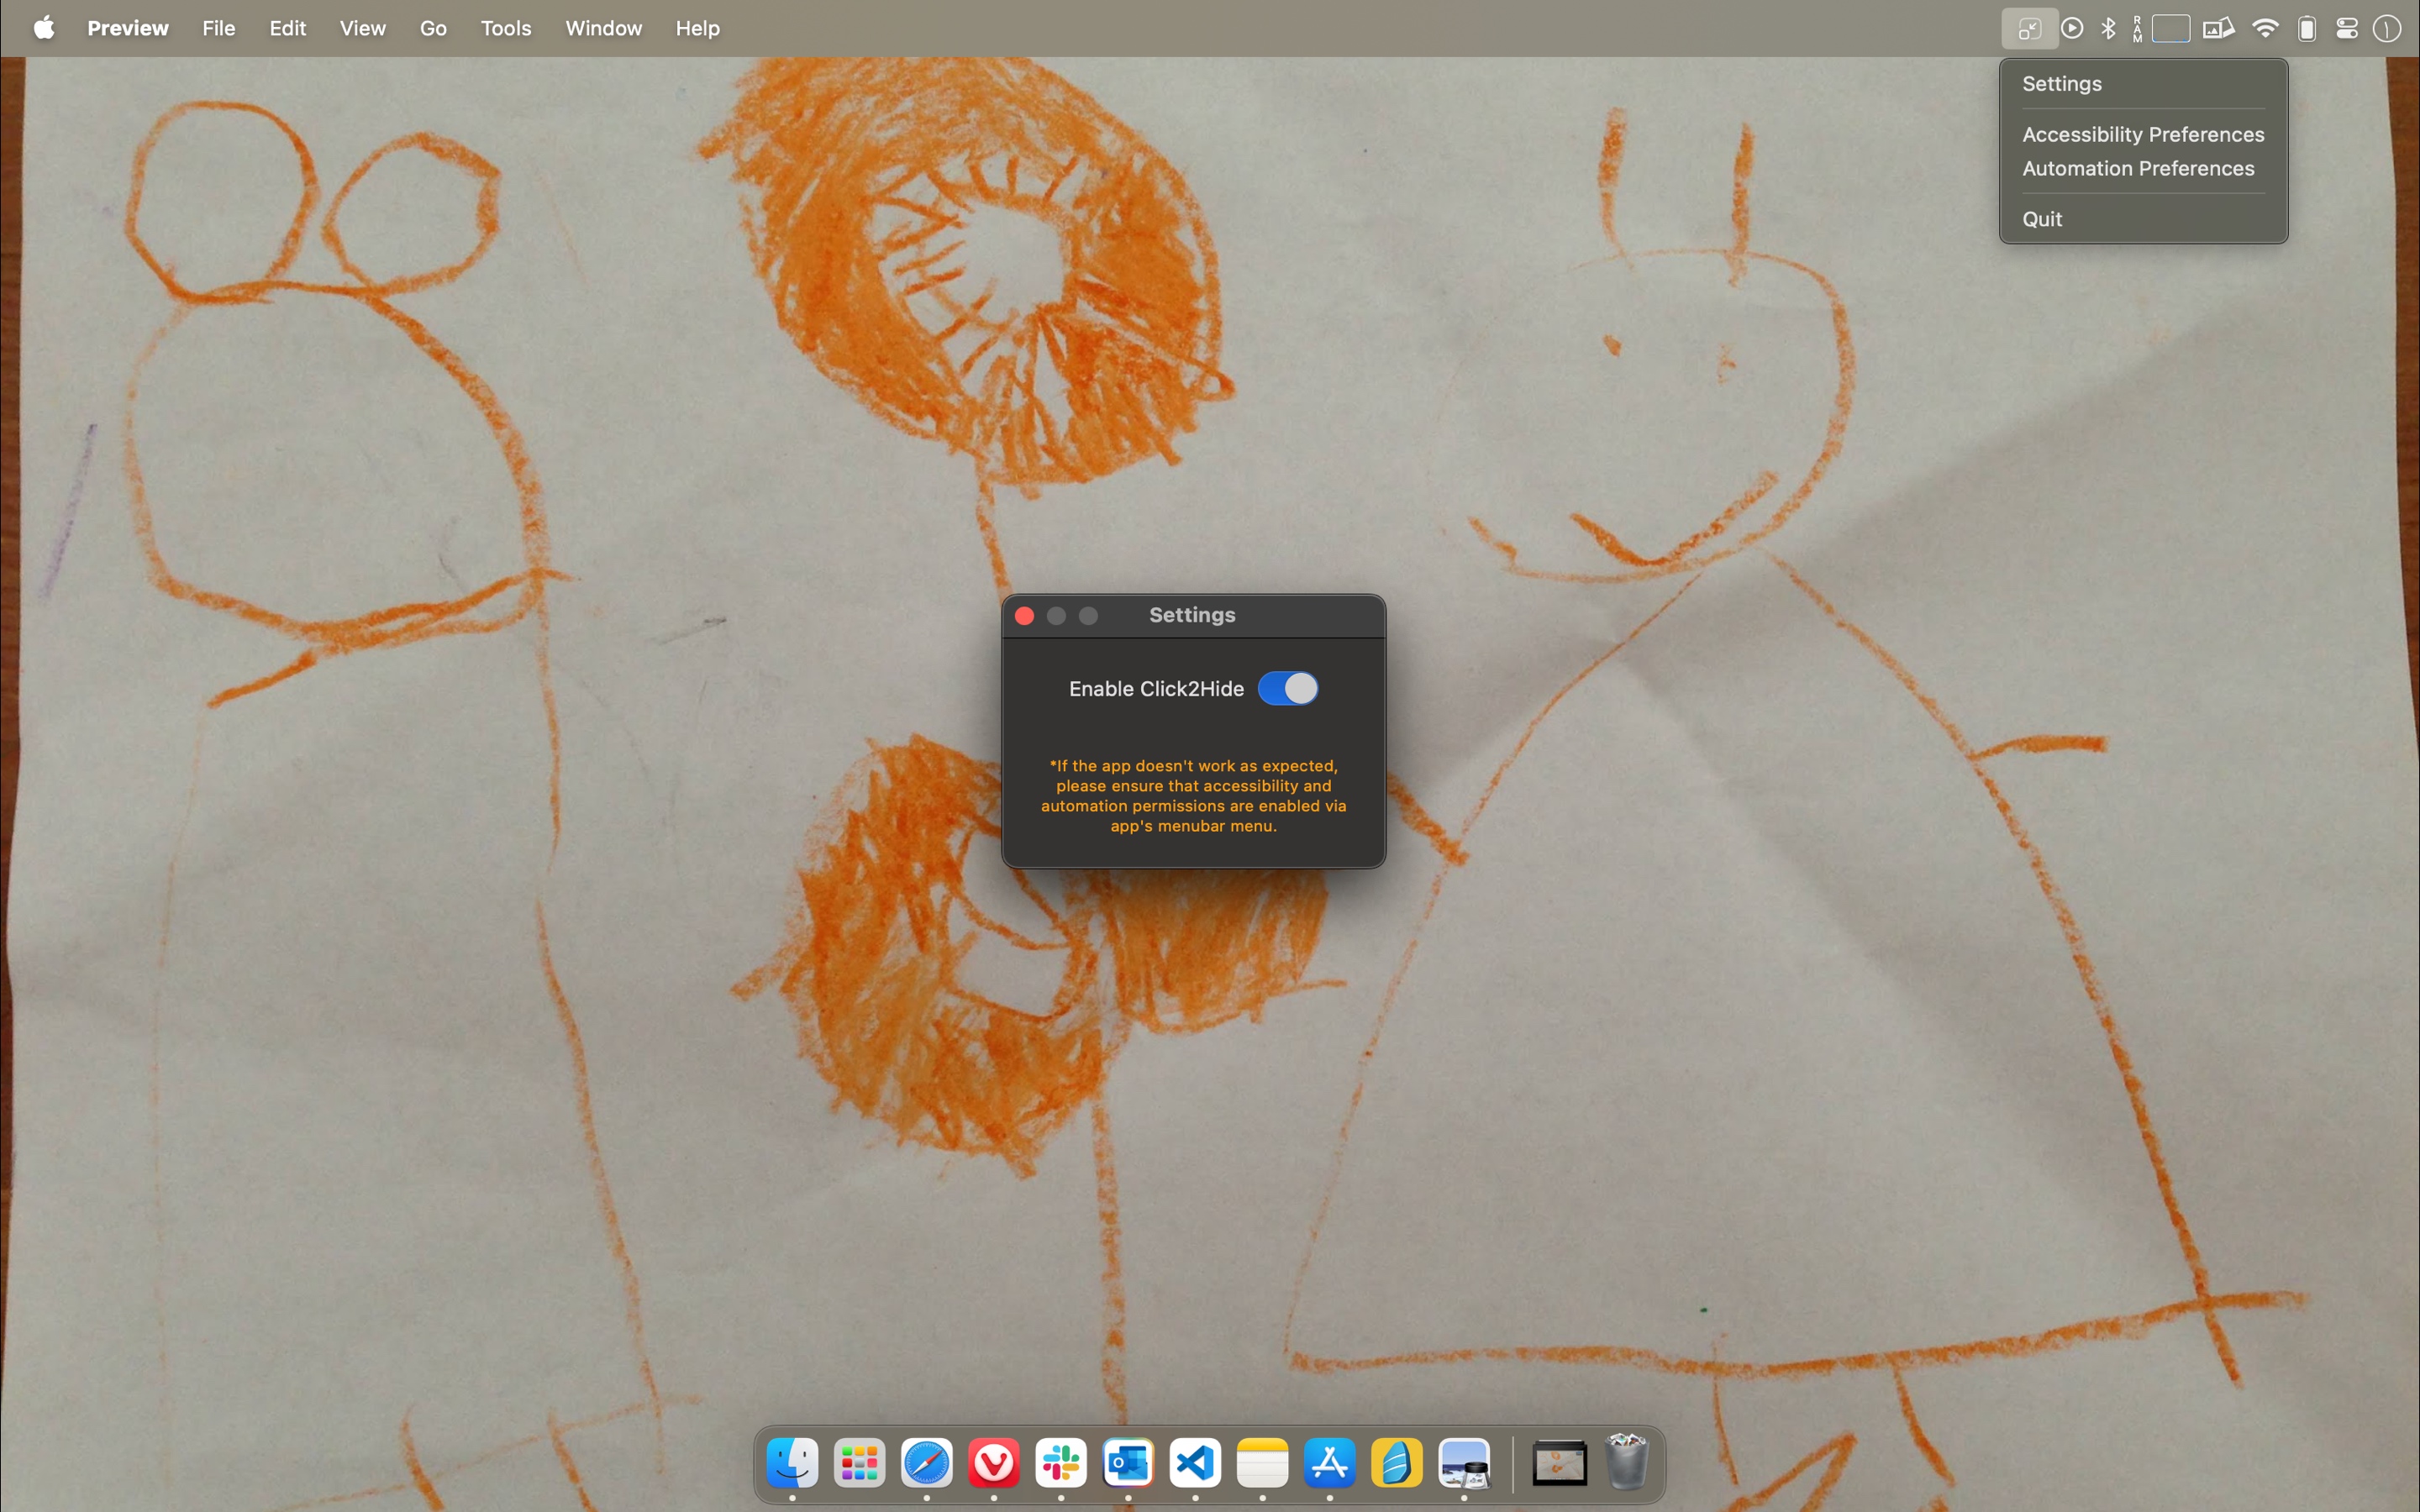 Preview File Edit View Go Tools Window Help
RAM
Settings
Accessibility Preferences
Automation Preferences
Quit
Settings
Enable Click2Hide
*If the app doesn't work as expected,
please ensure that accessibility and
automation permissions are enabled via
app's menubar menu.